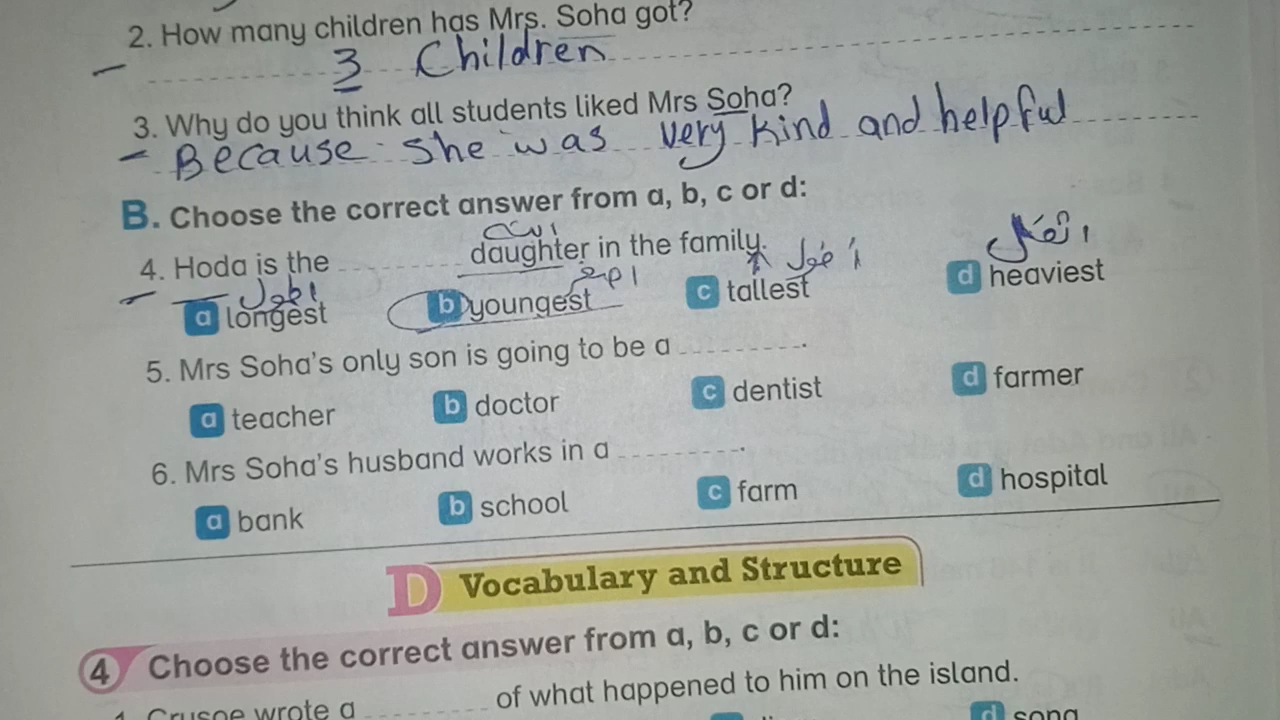 2. How many children has Mrs. Soha got?
3 Children
3. Why do you think all students liked Mrs Soha?
Because she was very kind and helpful
B. Choose the correct answer from a, b, c or d:
4. Hoda is the ------ daughter in the family.
a longest b youngest c tallest d heaviest
5. Mrs Soha's only son is going to be a ------.
a teacher b doctor c dentist d farmer
6. Mrs Soha's husband works in a ------.
a bank b school c farm d hospital
D Vocabulary and Structure
4 Choose the correct answer from a, b, c or d:
1. Crusoe wrote a ------ of what happened to him on the island.
d song